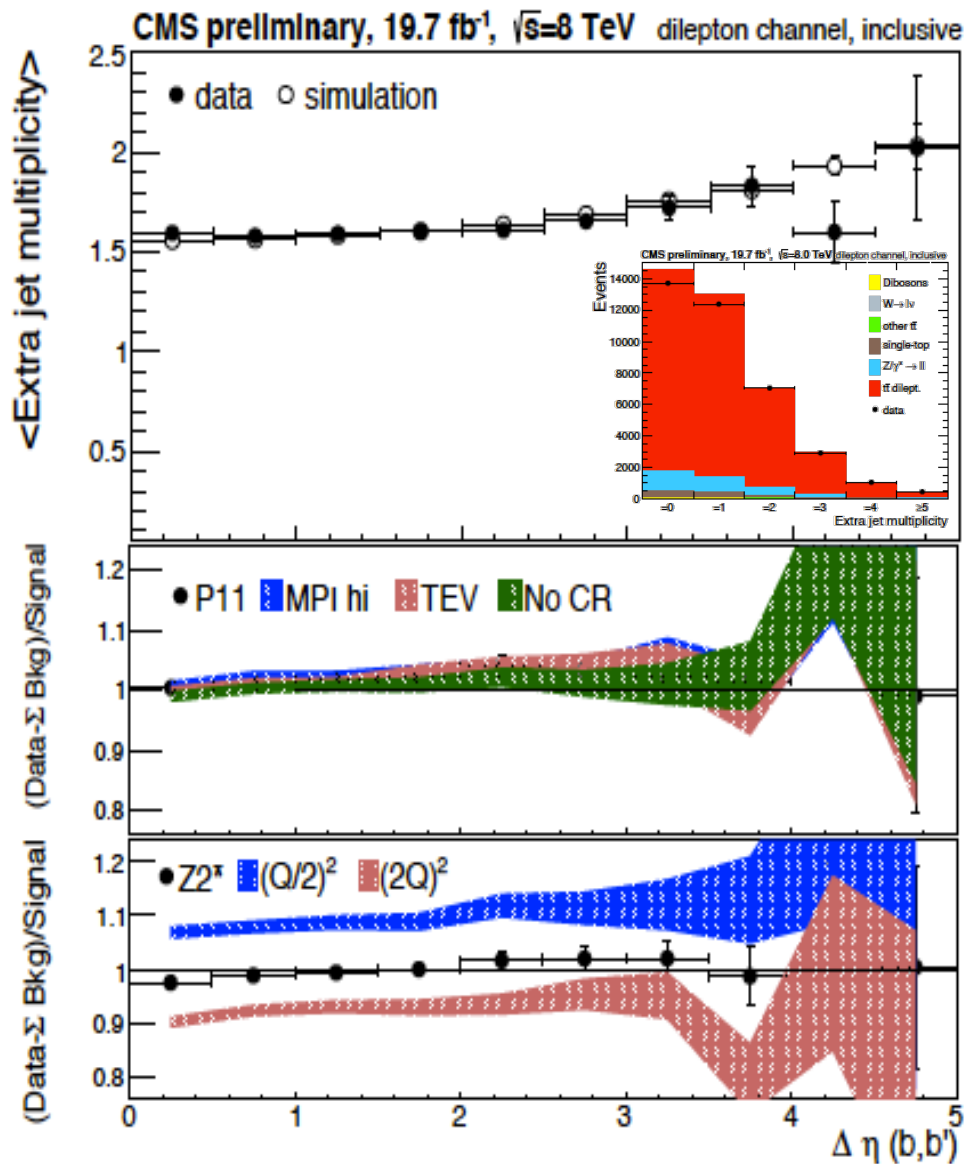 CMS preliminary, 19.7 fb⁻¹, √s=8 TeV dilepton channel, inclusive
<Extra jet multiplicity>
2.5
2
1.5
1
0.5
● data ○ simulation
CMS preliminary, 19.7 fb⁻¹, √s=8.0 TeV dilepton channel, inclusive
Events
14000
12000
10000
8000
6000
4000
2000
0
Dibosons
W→lν
other tt̄
single-top
Z/γ* → ll
tt̄ dilept.
data
=0 =1 =2 =3 =4 ≥5
Extra jet multiplicity
(Data-Σ Bkg)/Signal
1.2
1.1
1
0.9
0.8
P11 MPI hi TEV No CR
(Data-Σ Bkg)/Signal
1.2
1.1
1
0.9
0.8
Z2* (Q/2)² (2Q)²
0 1 2 3 4 5
Δ η (b,b')